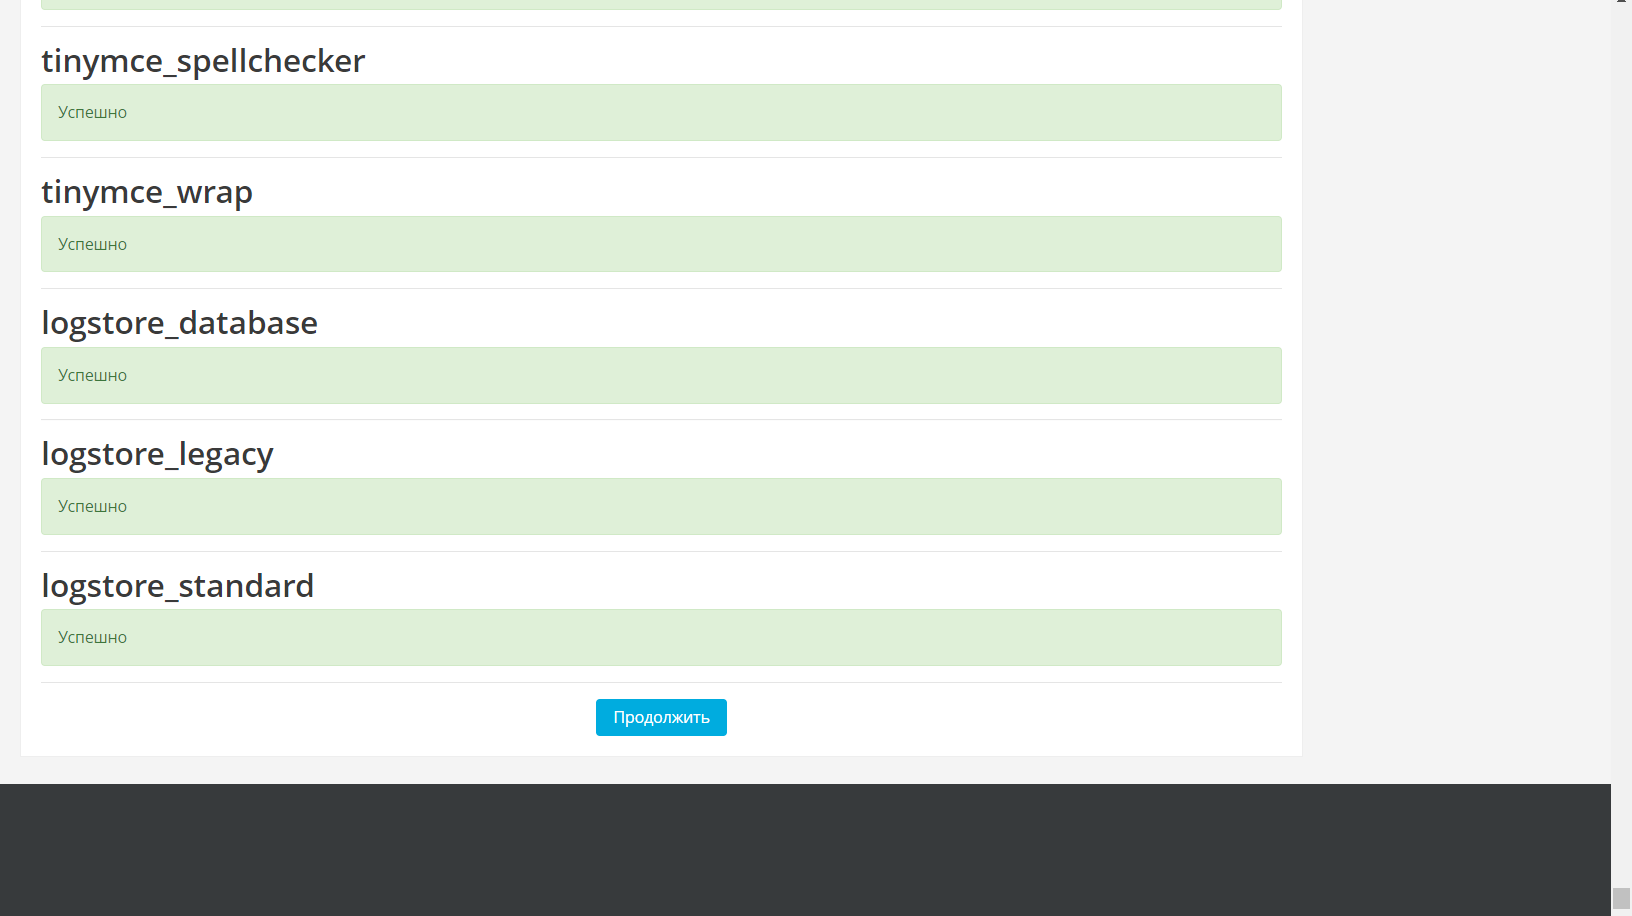 tinymce_spellchecker
Успешно
tinymce_wrap
Успешно
logstore_database
Успешно
logstore_legacy
Успешно
logstore_standard
Успешно
Продолжить